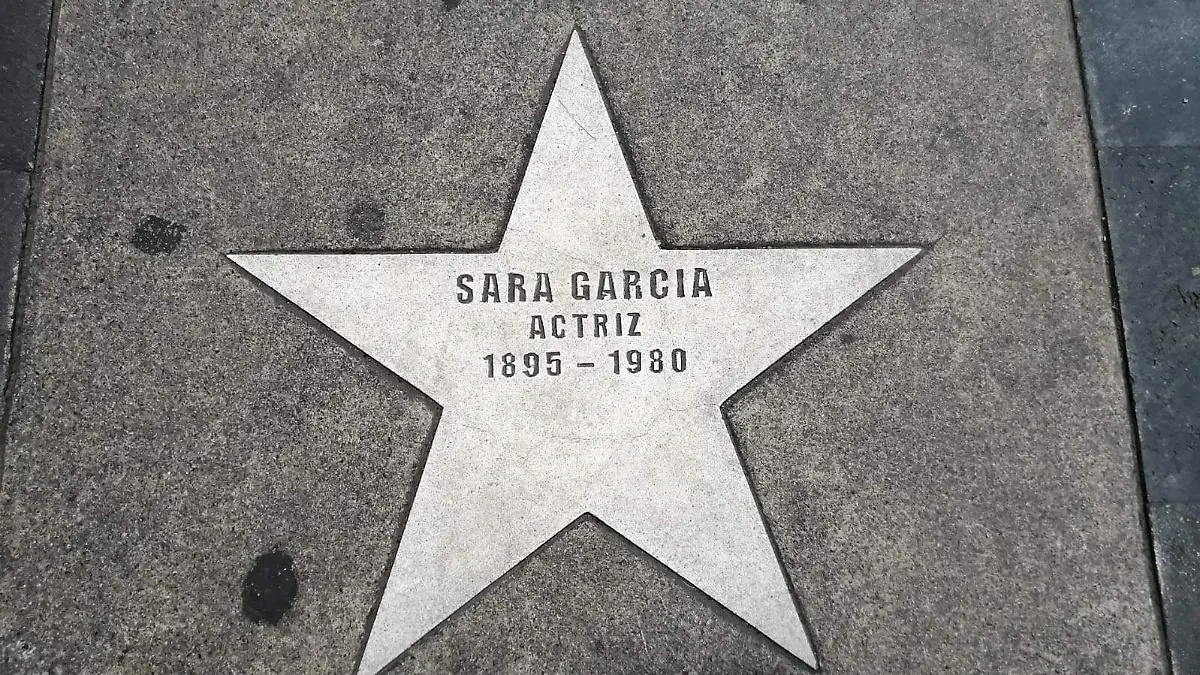 SARA GARCIA
ACTRIZ
1895 – 1980